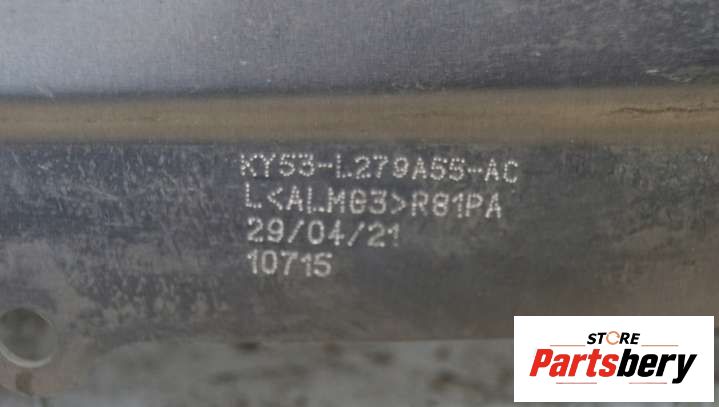 KY53-L279A55-AC
L<ALMG3>R81PA
29/04/21
10715
STORE
Partsbery